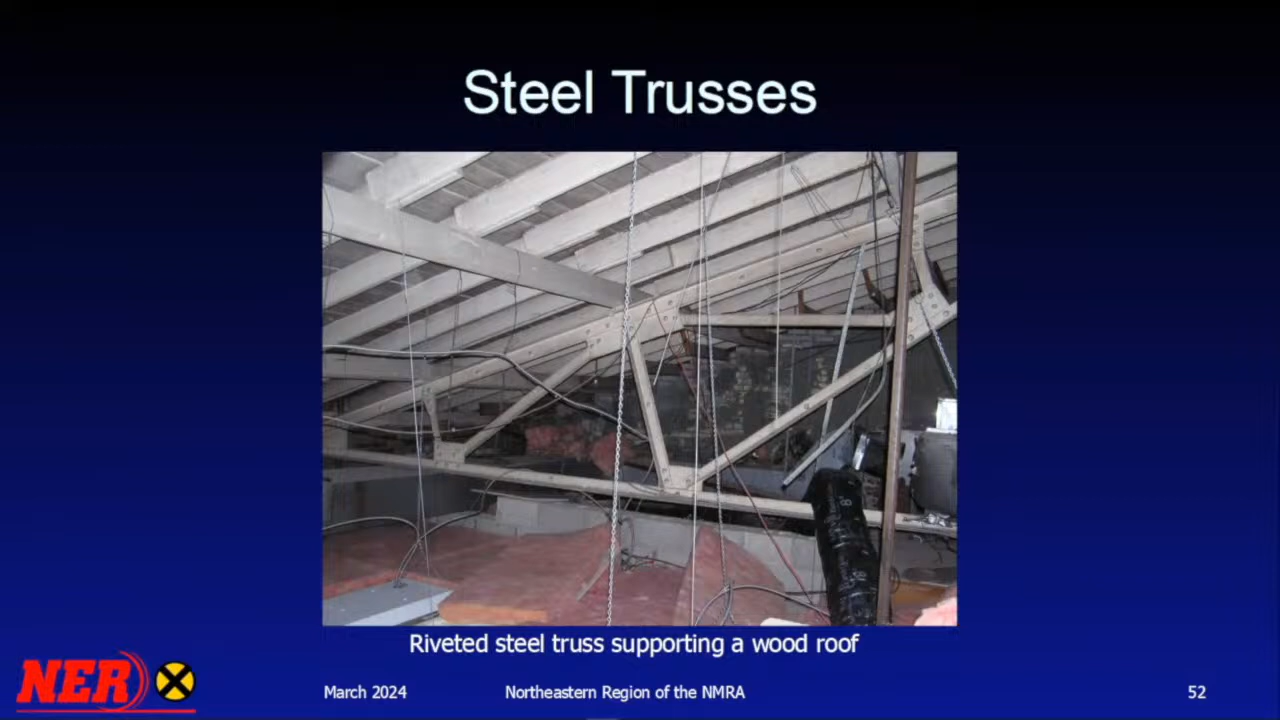 Steel Trusses
Riveted steel truss supporting a wood roof
NER
March 2024
Northeastern Region of the NMRA
52